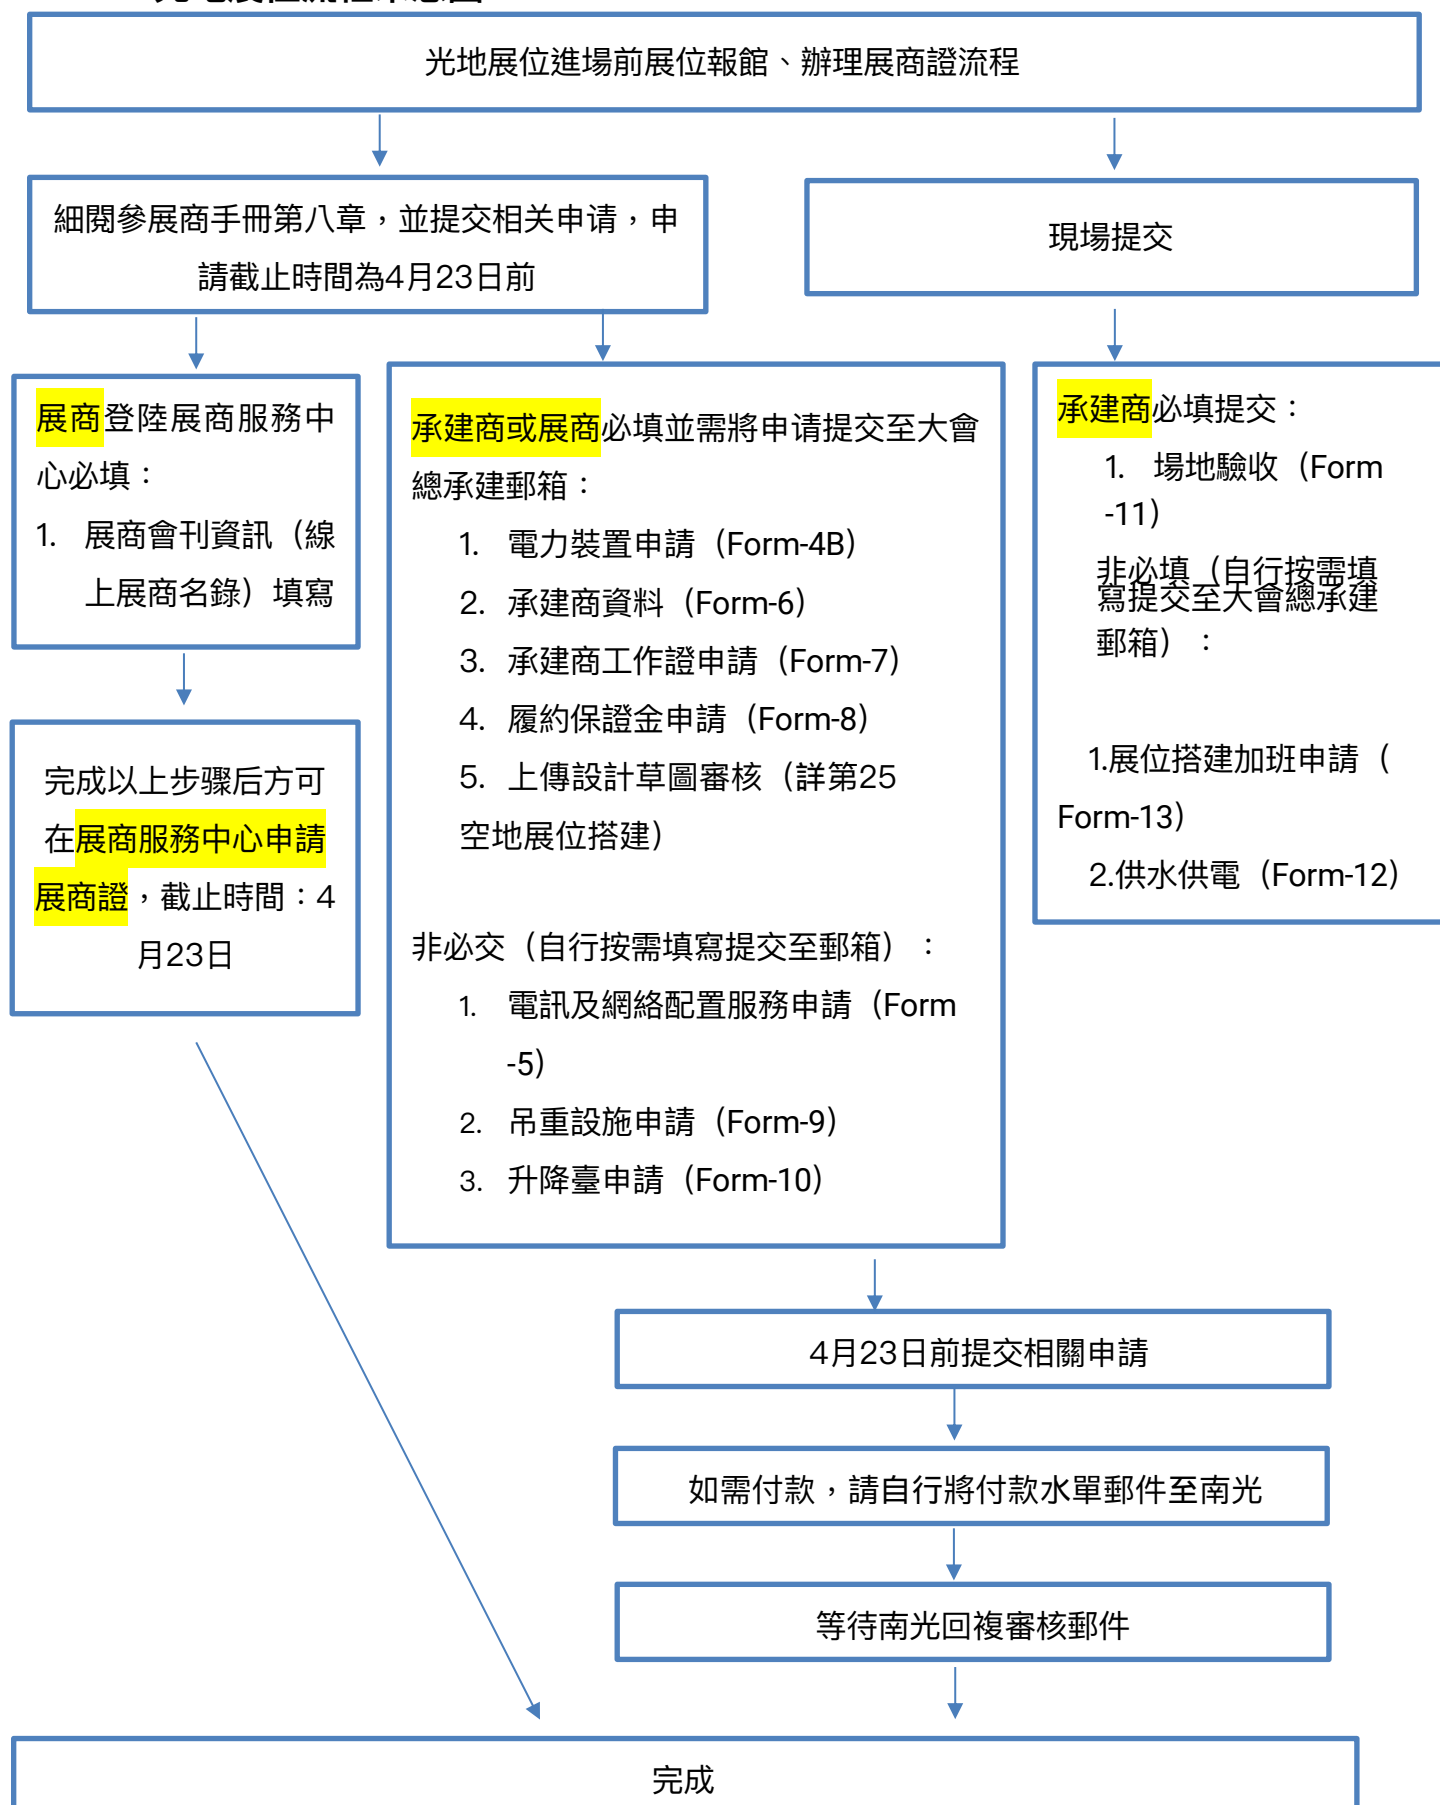 光地展位進場前展位報館、辦理展商證流程
細閱參展商手冊第八章，並提交相关申请，申
請截止時間為4月23日前
現場提交
展商登陸展商服務中
心必填：
1. 展商會刊資訊（線
上展商名錄）填寫
完成以上步骤后方可
在展商服務中心申請
展商證，截止時間：4
月23日
承建商或展商必填並需將申请提交至大會
總承建郵箱：
1. 電力裝置申請（Form-4B）
2. 承建商資料（Form-6）
3. 承建商工作證申請（Form-7）
4. 履約保證金申請（Form-8）
5. 上傳設計草圖審核（詳第25
空地展位搭建）
非必交（自行按需填寫提交至郵箱）：
1. 電訊及網絡配置服務申請（Form
-5）
2. 吊重設施申請（Form-9）
3. 升降臺申請（Form-10）
承建商必填提交：
1. 場地驗收（Form
-11）
非必填（自行按需填
寫提交至大會總承建
郵箱）：
1.展位搭建加班申請（
Form-13）
2.供水供電（Form-12）
4月23日前提交相關申請
如需付款，請自行將付款水單郵件至南光
等待南光回複審核郵件
完成